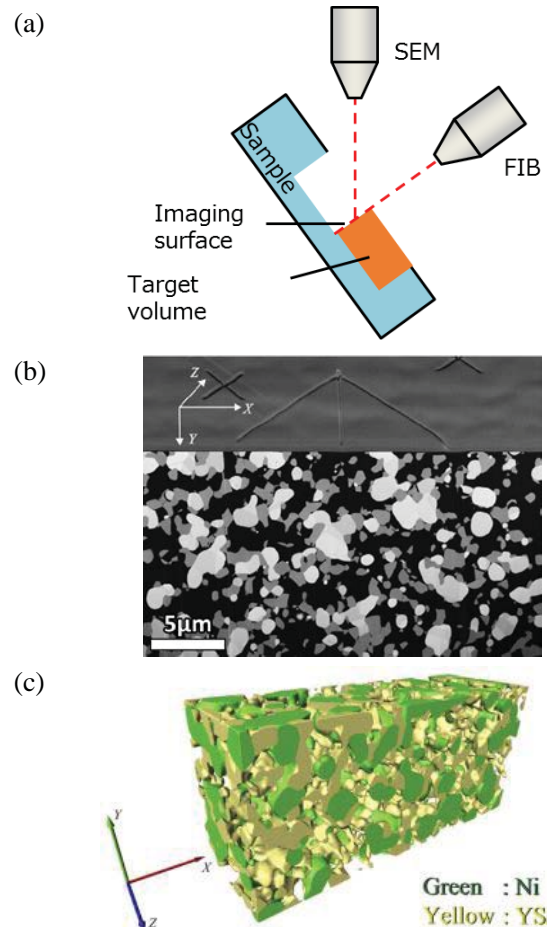 (a)
SEM
FIB
Sample
Imaging
surface
Target
volume
(b)
Z
X
Y
5μm
(c)
Y
X
Z
Green : Ni
Yellow : YS